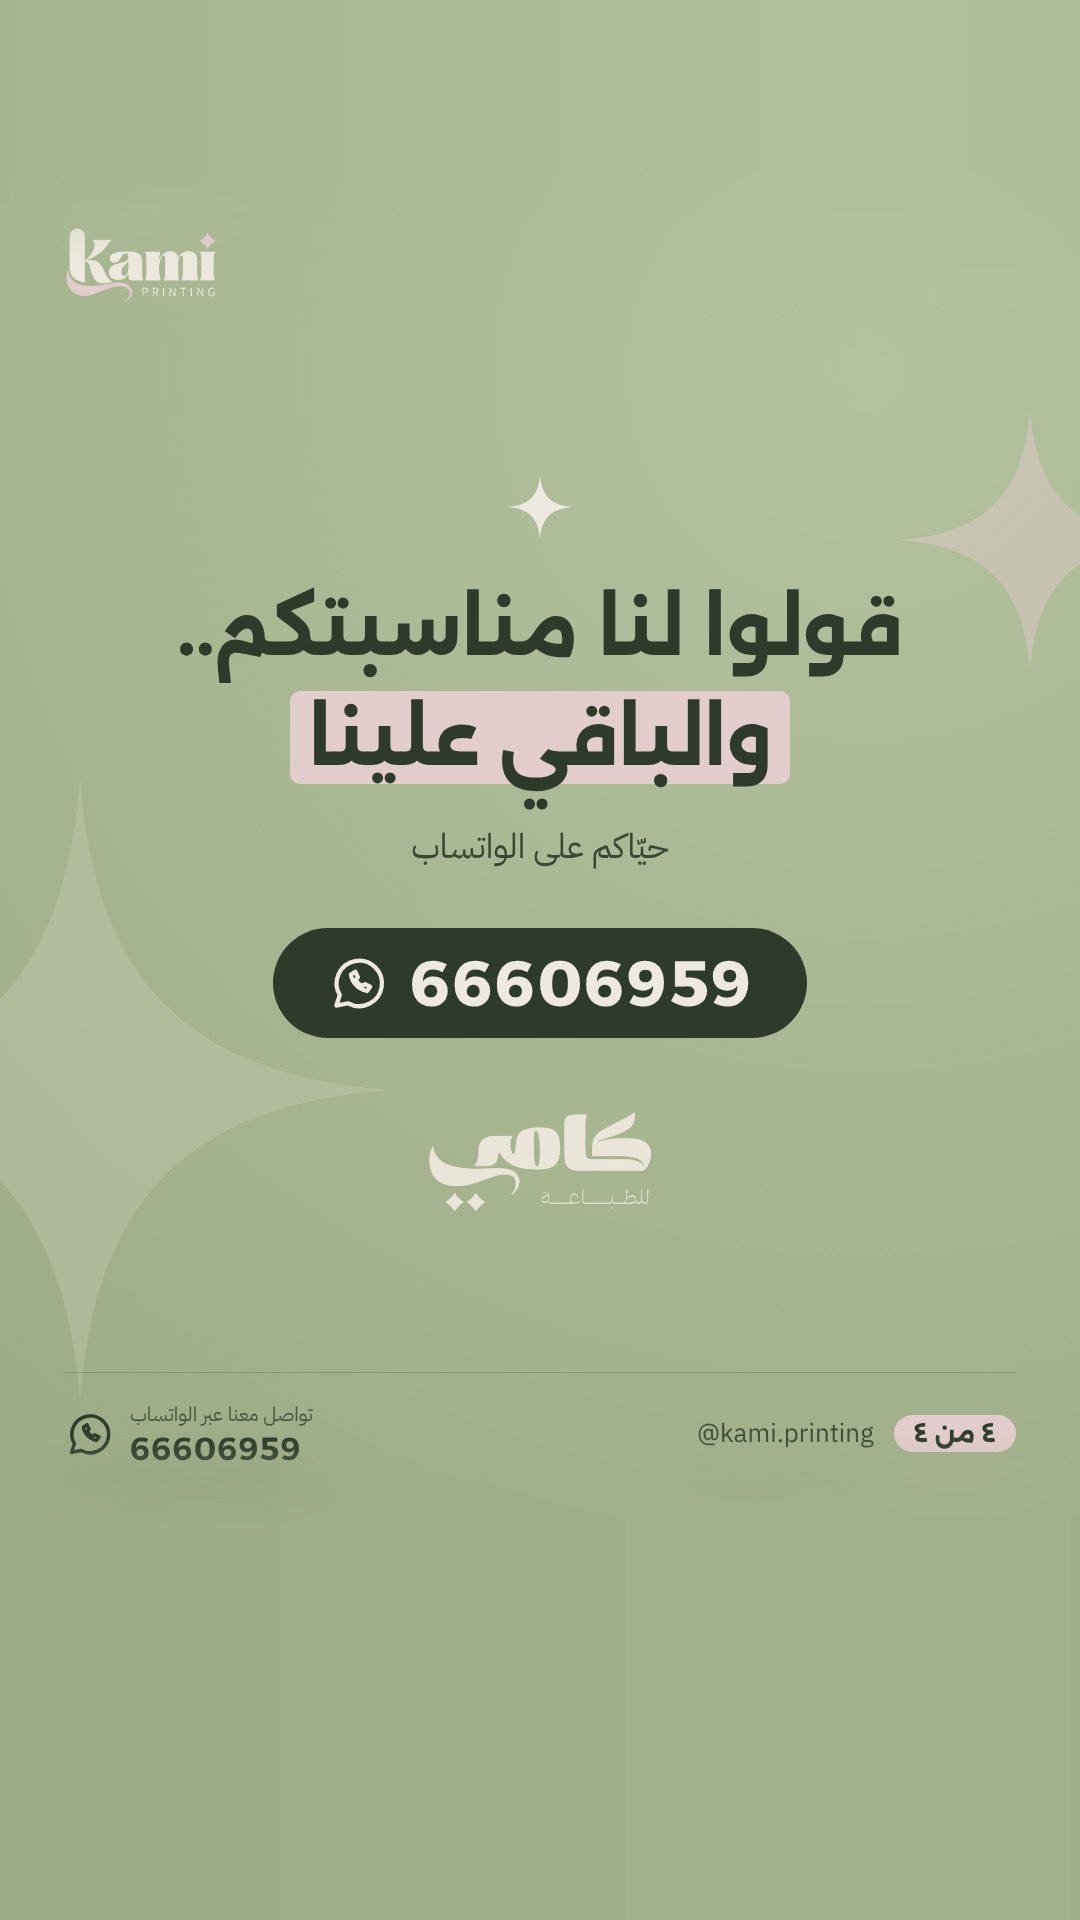 kami
PRINTING
قولوا لنا مناسبتكم..
والباقي علينا
حيّاكم على الواتساب
66606959
كامي
للطبـــاعـــة
٤ من ٤
@kami.printing
تواصل معنا عبر الواتساب
66606959